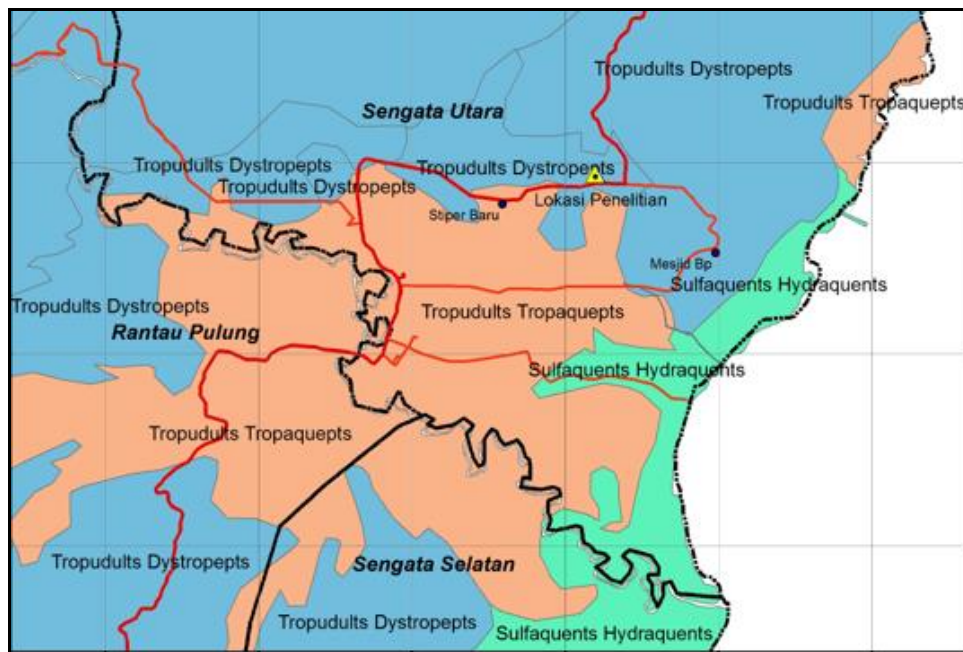 Tropudults Dystropepts
Tropudults Tropaquepts
Sengata Utara
Tropudults Dystropepts
Tropudults Dystropepts
Tropudults Dystropepts
Lokasi Penelitian
Stiper Baru
Mesjid Bp
Sulfaquents Hydraquents
Tropudults Dystropepts
Tropudults Tropaquepts
Rantau Pulung
Sulfaquents Hydraquents
Tropudults Tropaquepts
Tropudults Dystropepts
Sengata Selatan
Tropudults Dystropepts
Sulfaquents Hydraquents